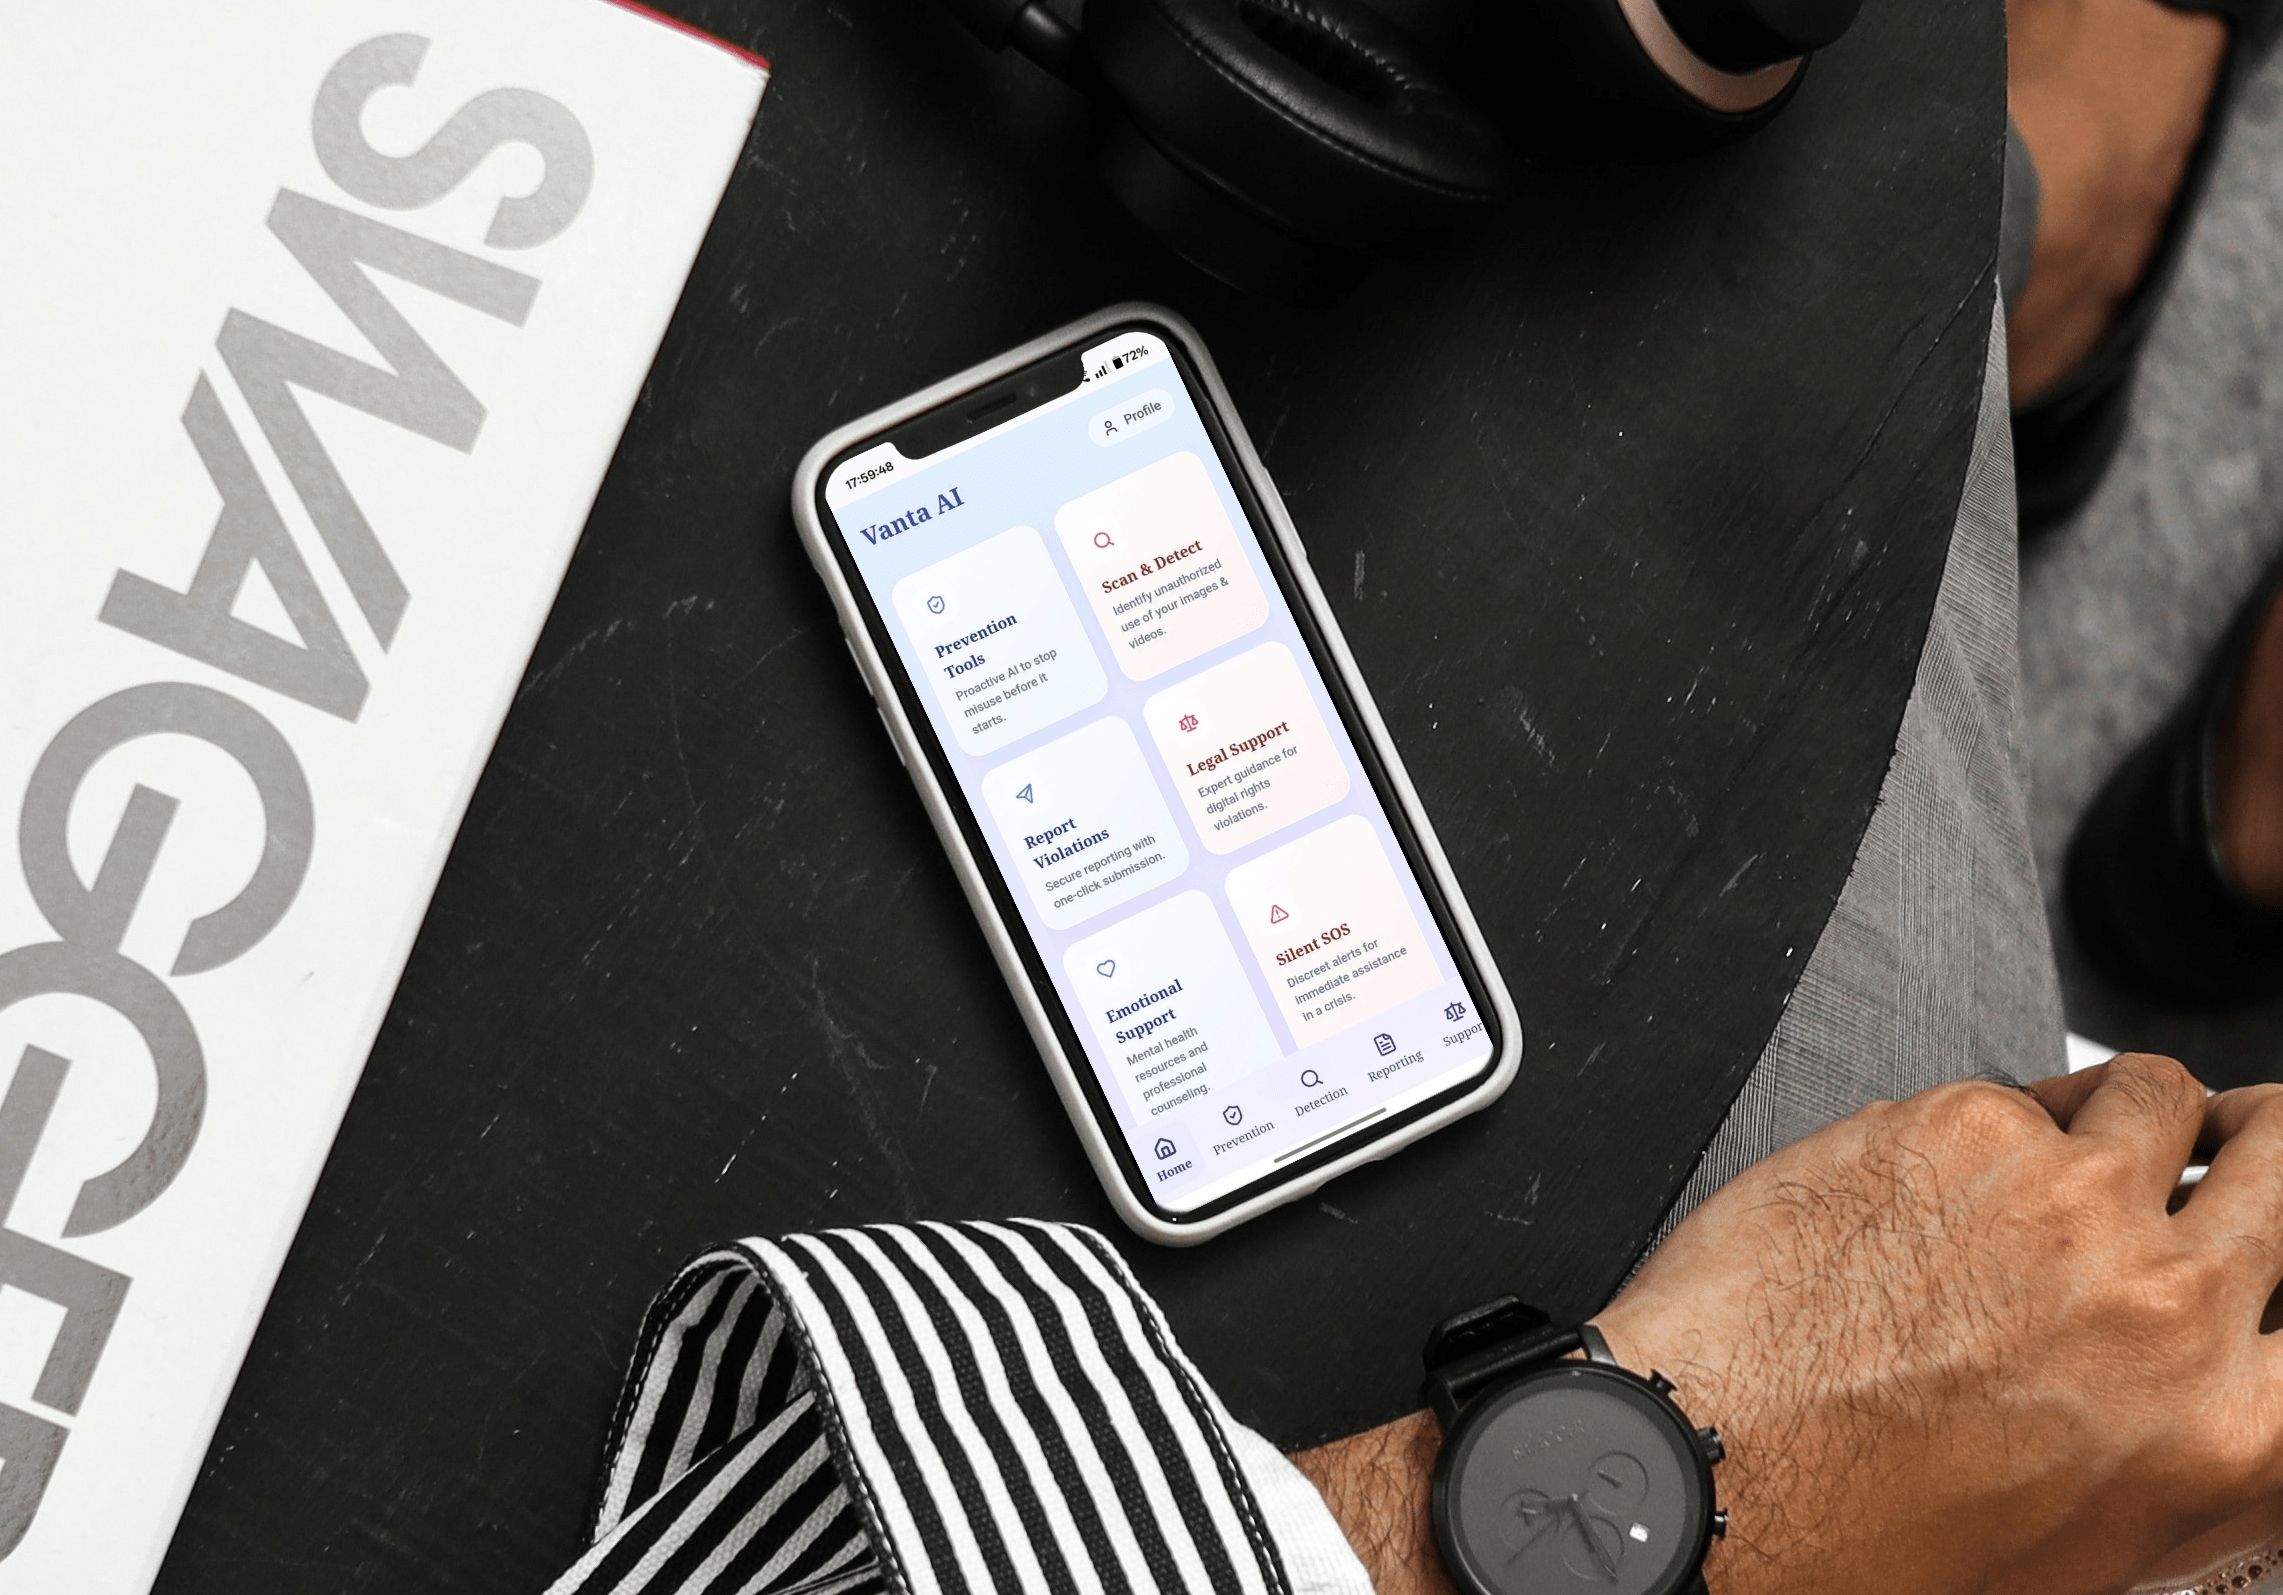 SWAGGER
17:59:48
72%
Profile
Vanta AI
Prevention
Tools
Proactive AI to stop
misuse before it
starts.
Scan & Detect
Identify unauthorized
use of your images &
videos.
Report
Violations
Secure reporting with
one-click submission.
Legal Support
Expert guidance for
digital rights
violations.
Emotional
Support
Mental health
resources and
professional
counseling.
Silent SOS
Discreet alerts for
immediate assistance
in a crisis.
Home
Prevention
Detection
Reporting
Suppor